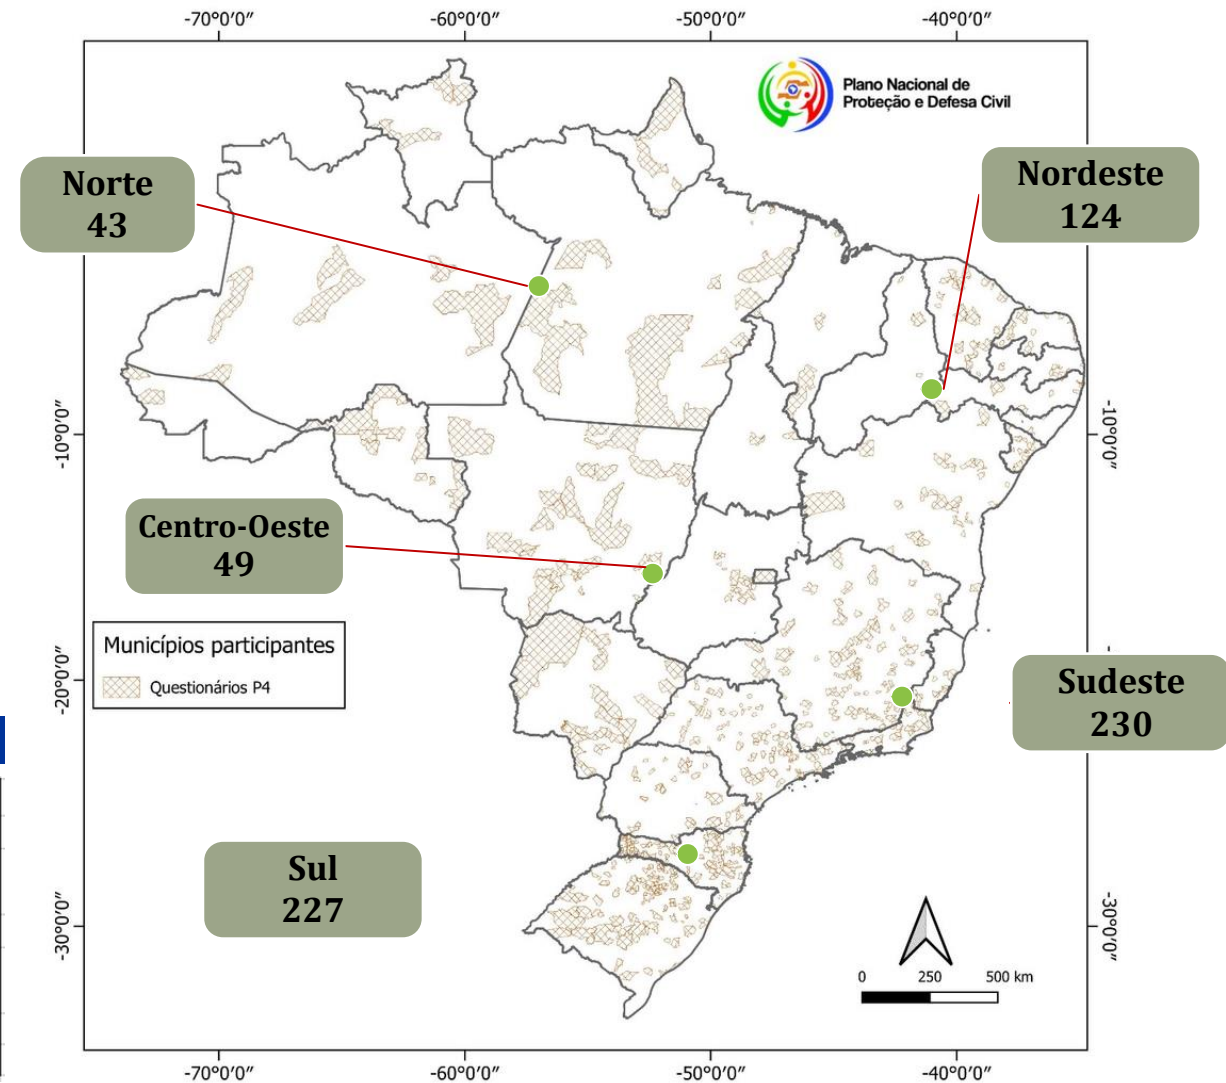 -70°0'0"
-60°0'0"
-50°0'0"
-40°0'0"
Plano Nacional de
Proteção e Defesa Civil
Norte
43
Nordeste
124
-10°0'0"
-10°0'0"
Centro-Oeste
49
Municípios participantes
Questionários P4
-20°0'0"
Sudeste
230
Sul
227
-30°0'0"
-30°0'0"
0
250
500 km
-70°0'0"
-60°0'0"
-50°0'0"
-40°0'0"